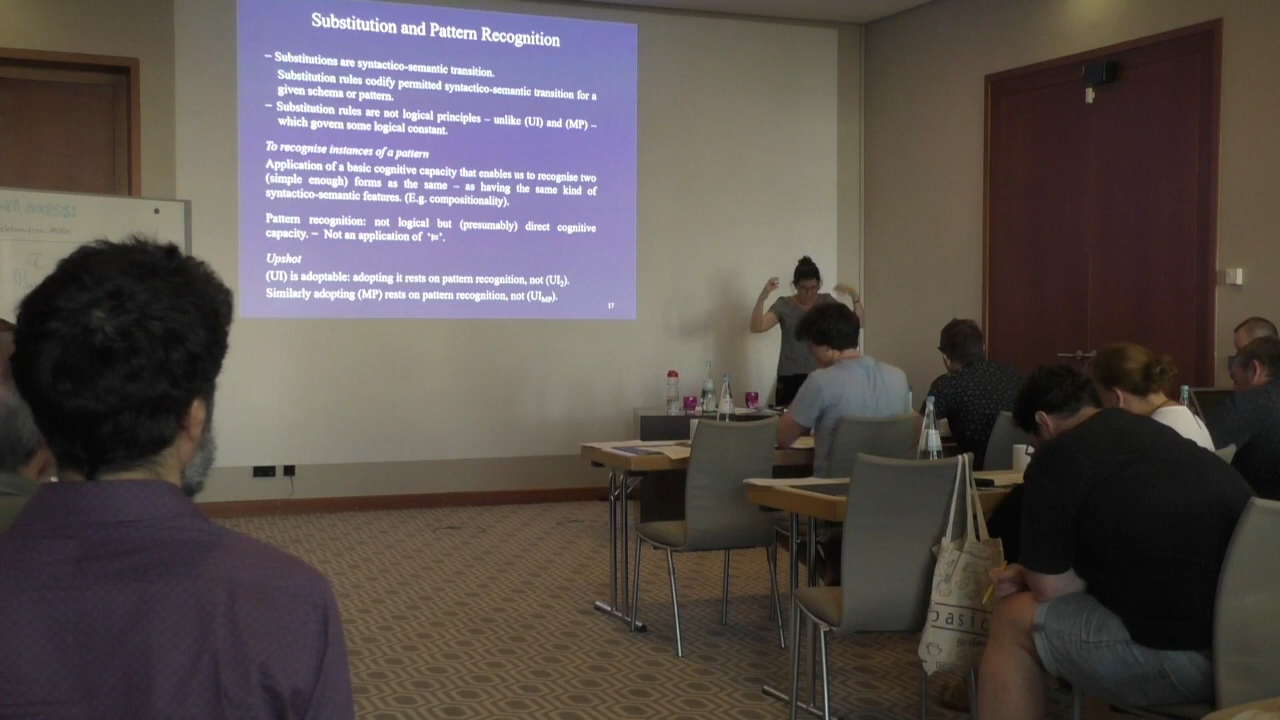 Substitution and Pattern Recognition
– Substitutions are syntactico-semantic transition.
Substitution rules codify permitted syntactico-semantic transition for a
given schema or pattern.
– Substitution rules are not logical principles – unlike (UI) and (MP) –
which govern some logical constant.
To recognise instances of a pattern
Application of a basic cognitive capacity that enables us to recognise two
(simple enough) forms as the same – as having the same kind of
syntactico-semantic features. (E.g. compositionality).
Pattern recognition: not logical but (presumably) direct cognitive
capacity. – Not an application of ‘⊨’.
Upshot
(UI) is adoptable: adopting it rests on pattern recognition, not (UI₂).
Similarly adopting (MP) rests on pattern recognition, not (UI_MP).
17
basic